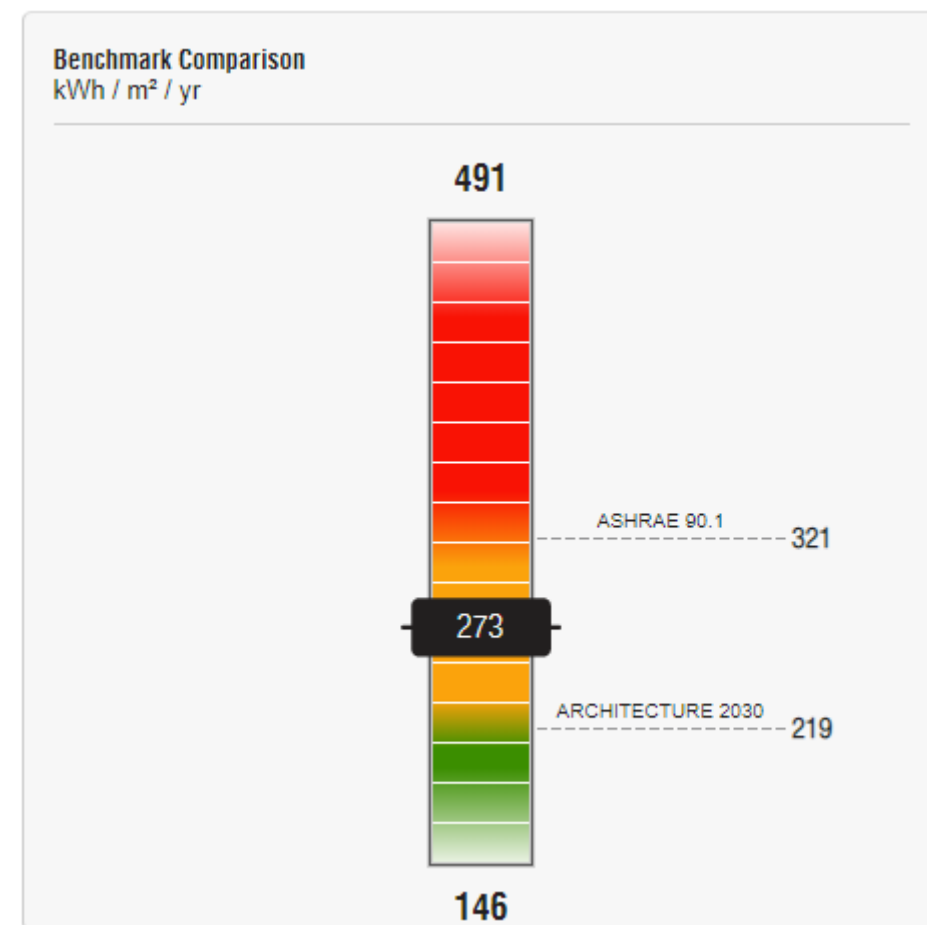 Benchmark Comparison
kWh / m² / yr
491
ASHRAE 90.1
321
273
ARCHITECTURE 2030
219
146